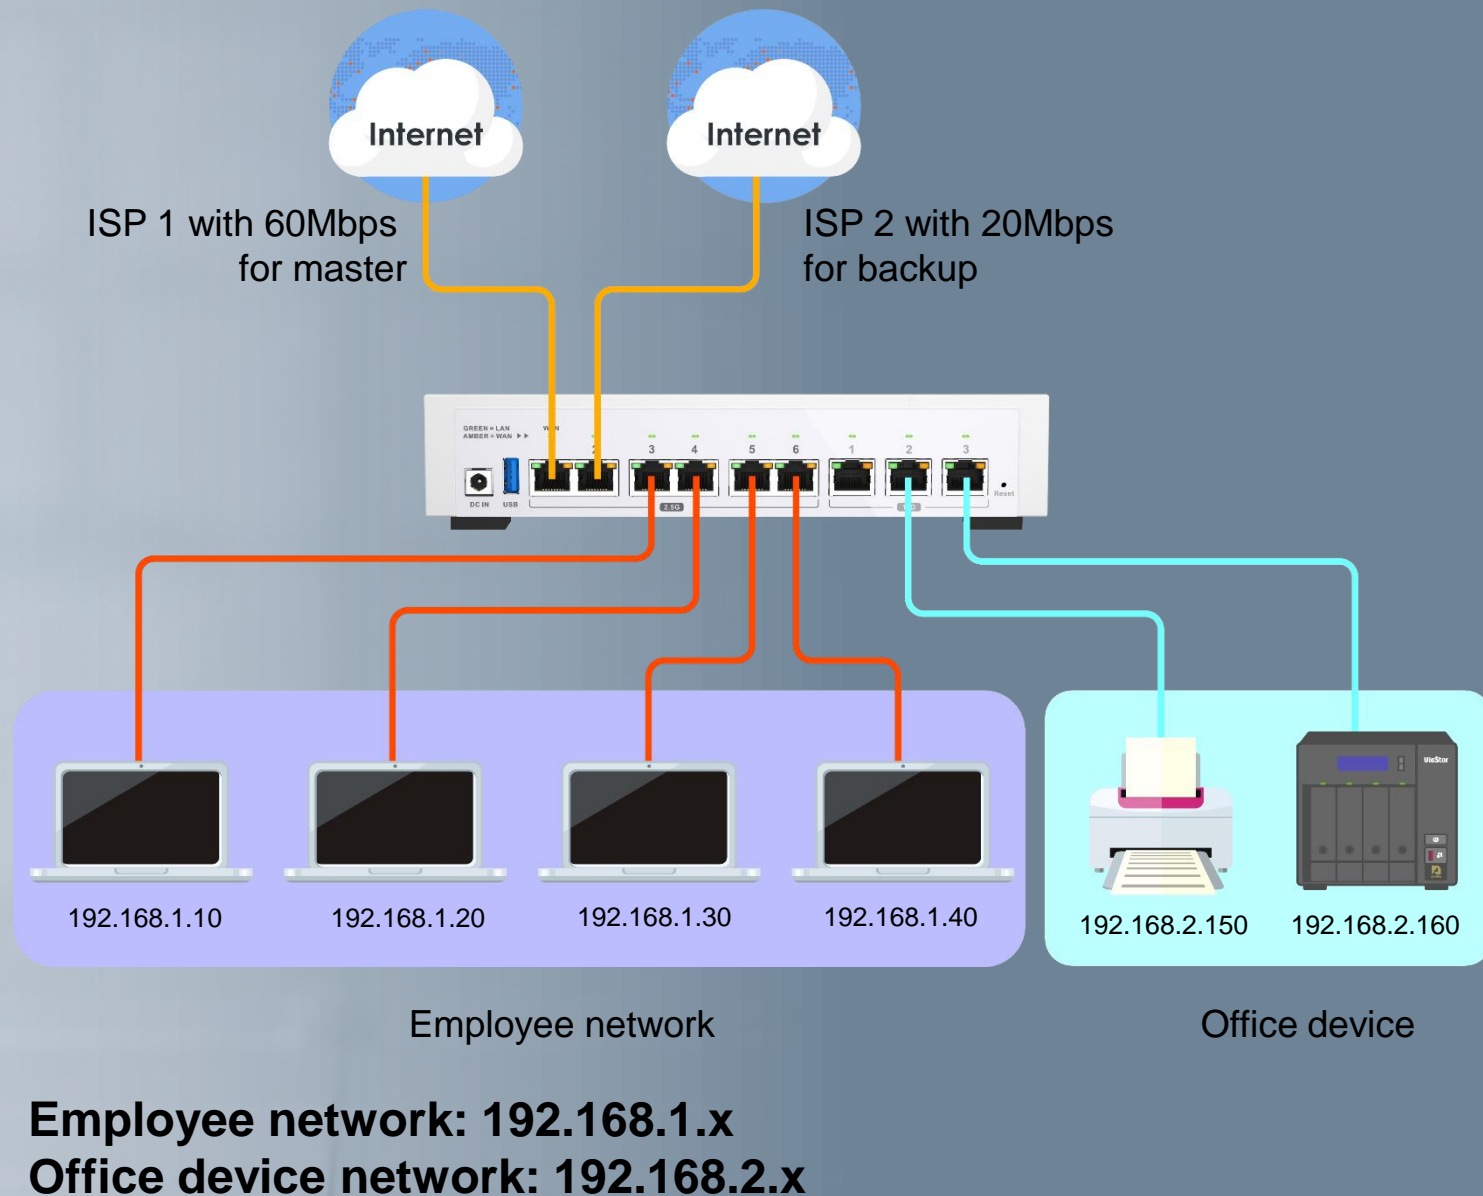 Internet
Internet
ISP 1 with 60Mbps
for master
ISP 2 with 20Mbps
for backup
GREEN = LAN
AMBER = WAN ▶ ▶
3 4 5 6 1 2 3
DC IN USB
2.5G
Reset
VioStor
192.168.1.10 192.168.1.20 192.168.1.30 192.168.1.40 192.168.2.150 192.168.2.160
Employee network
Office device
Employee network: 192.168.1.x
Office device network: 192.168.2.x